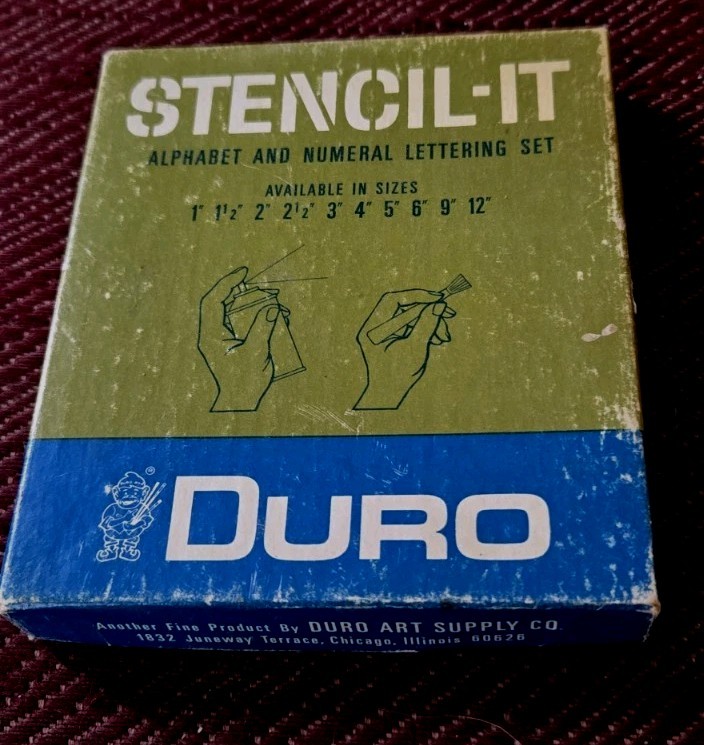 STENCIL-IT
ALPHABET AND NUMERAL LETTERING SET
AVAILABLE IN SIZES
1" 1½" 2" 2½" 3" 4" 5" 6" 9" 12"
®
DURO
Another Fine Product By DURO ART SUPPLY CO.
1832 Juneway Terrace, Chicago, Illinois 60626